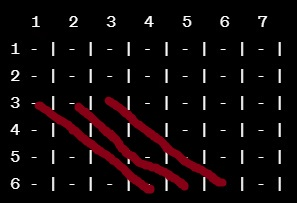 1 2 3 4 5 6 7
1 - | - | - | - | - | - | - |
2 - | - | - | - | - | - | - |
3 - | - | - | - | - | - | - |
4 - | - | - | - | - | - | - |
5 - | - | - | - | - | - | - |
6 - | - | - | - | - | - | - |